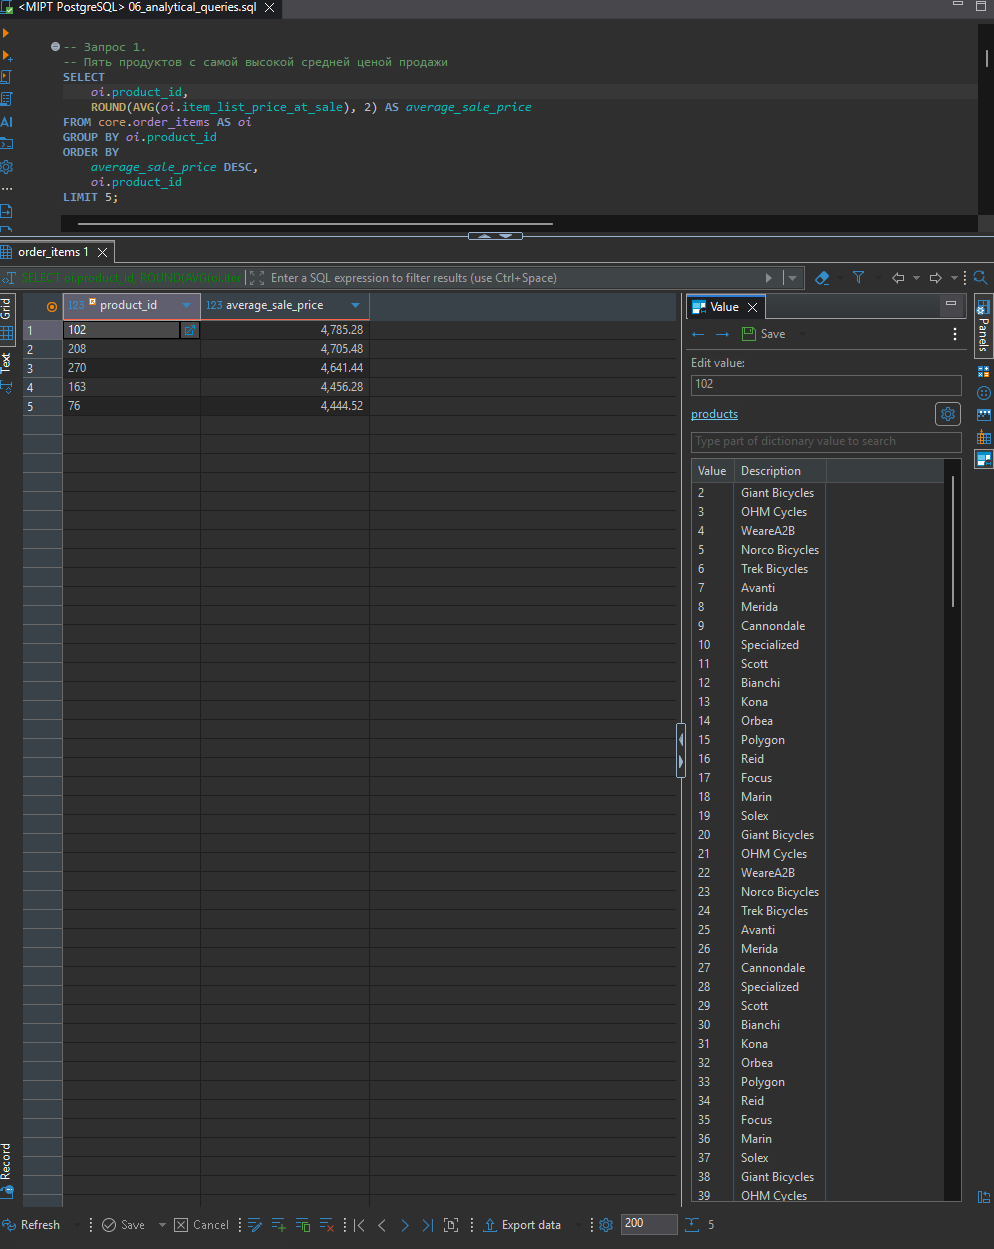 <MIPT PostgreSQL> 06_analytical_queries.sql
-- Запрос 1.
-- Пять продуктов с самой высокой средней ценой продажи
SELECT
oi.product_id,
ROUND(AVG(oi.item_list_price_at_sale), 2) AS average_sale_price
FROM core.order_items AS oi
GROUP BY oi.product_id
ORDER BY
average_sale_price DESC,
oi.product_id
LIMIT 5;
AI
order_items 1
SELECT oi.product_id, ROUND(AVG(oi.iter
Enter a SQL expression to filter results (use Ctrl+Space)
Grid
Text
Record
123 product_id 123 average_sale_price
1 102 4,785.28
2 208 4,705.48
3 270 4,641.44
4 163 4,456.28
5 76 4,444.52
Value
Panels
Save
Edit value:
102
products
Type part of dictionary value to search
Value Description
2 Giant Bicycles
3 OHM Cycles
4 WeareA2B
5 Norco Bicycles
6 Trek Bicycles
7 Avanti
8 Merida
9 Cannondale
10 Specialized
11 Scott
12 Bianchi
13 Kona
14 Orbea
15 Polygon
16 Reid
17 Focus
18 Marin
19 Solex
20 Giant Bicycles
21 OHM Cycles
22 WeareA2B
23 Norco Bicycles
24 Trek Bicycles
25 Avanti
26 Merida
27 Cannondale
28 Specialized
29 Scott
30 Bianchi
31 Kona
32 Orbea
33 Polygon
34 Reid
35 Focus
36 Marin
37 Solex
38 Giant Bicycles
39 OHM Cycles
Refresh Save Cancel Export data 200 5